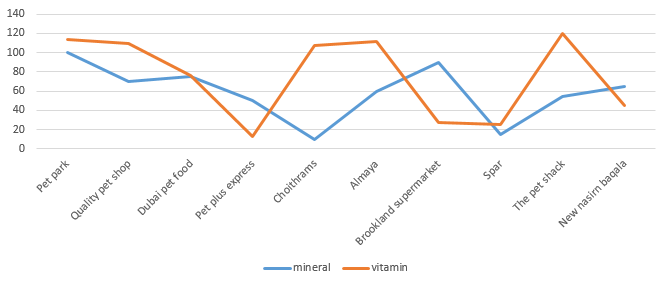 140
120
100
80
60
40
20
0
Pet park
Quality pet shop
Dubai pet food
Pet plus express
Choithrams
Almaya
Brookland supermarket
Spar
The pet shack
New nasirn baqala
mineral
vitamin